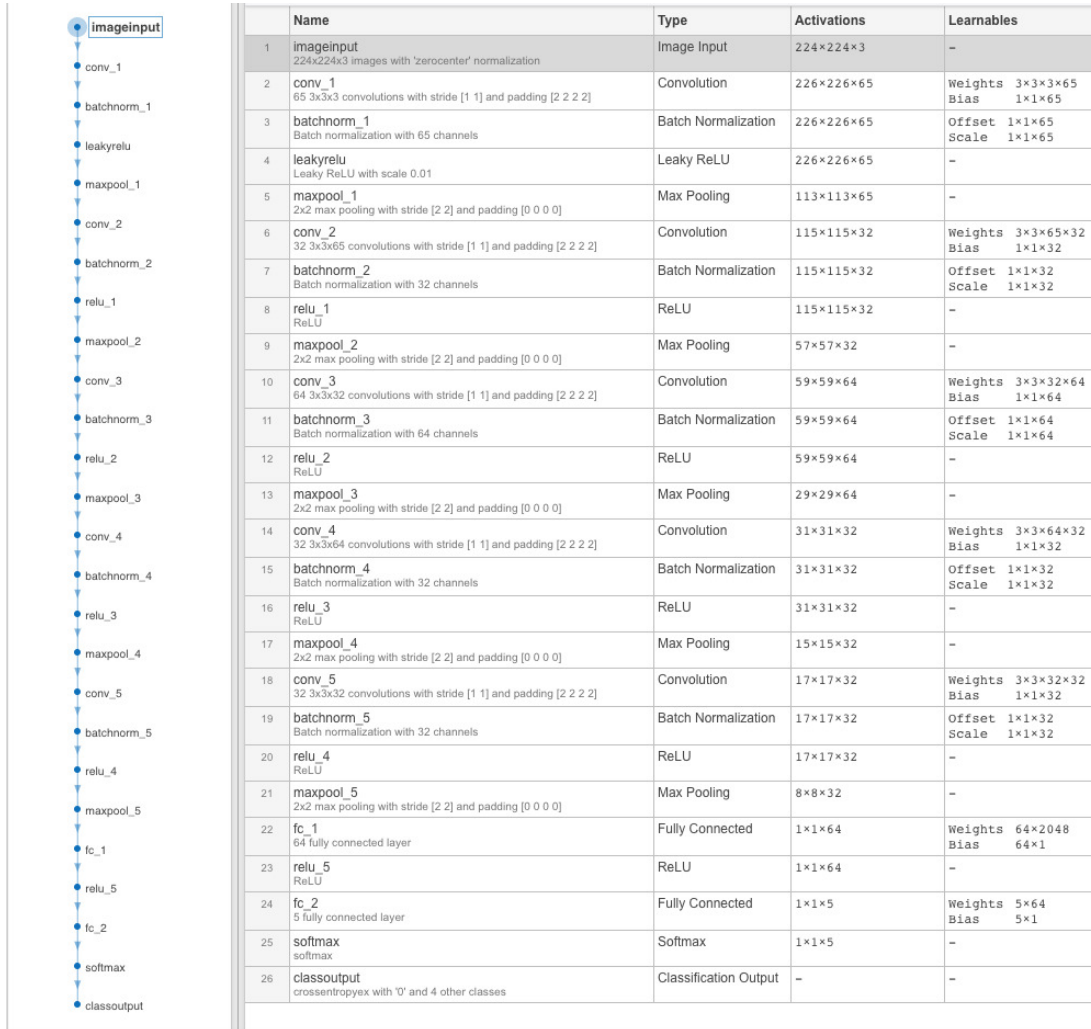 imageinput
conv_1
batchnorm_1
leakyrelu
maxpool_1
conv_2
batchnorm_2
relu_1
maxpool_2
conv_3
batchnorm_3
relu_2
maxpool_3
conv_4
batchnorm_4
relu_3
maxpool_4
conv_5
batchnorm_5
relu_4
maxpool_5
fc_1
relu_5
fc_2
softmax
classoutput
Name Type Activations Learnables
1 imageinput Image Input 224×224×3 –
224x224x3 images with 'zerocenter' normalization
2 conv_1 Convolution 226×226×65 Weights 3×3×3×65
65 3x3x3 convolutions with stride [1 1] and padding [2 2 2 2] Bias 1×1×65
3 batchnorm_1 Batch Normalization 226×226×65 Offset 1×1×65
Batch normalization with 65 channels Scale 1×1×65
4 leakyrelu Leaky ReLU 226×226×65 –
Leaky ReLU with scale 0.01
5 maxpool_1 Max Pooling 113×113×65 –
2x2 max pooling with stride [2 2] and padding [0 0 0 0]
6 conv_2 Convolution 115×115×32 Weights 3×3×65×32
32 3x3x65 convolutions with stride [1 1] and padding [2 2 2 2] Bias 1×1×32
7 batchnorm_2 Batch Normalization 115×115×32 Offset 1×1×32
Batch normalization with 32 channels Scale 1×1×32
8 relu_1 ReLU 115×115×32 –
ReLU
9 maxpool_2 Max Pooling 57×57×32 –
2x2 max pooling with stride [2 2] and padding [0 0 0 0]
10 conv_3 Convolution 59×59×64 Weights 3×3×32×64
64 3x3x32 convolutions with stride [1 1] and padding [2 2 2 2] Bias 1×1×64
11 batchnorm_3 Batch Normalization 59×59×64 Offset 1×1×64
Batch normalization with 64 channels Scale 1×1×64
12 relu_2 ReLU 59×59×64 –
ReLU
13 maxpool_3 Max Pooling 29×29×64 –
2x2 max pooling with stride [2 2] and padding [0 0 0 0]
14 conv_4 Convolution 31×31×32 Weights 3×3×64×32
32 3x3x64 convolutions with stride [1 1] and padding [2 2 2 2] Bias 1×1×32
15 batchnorm_4 Batch Normalization 31×31×32 Offset 1×1×32
Batch normalization with 32 channels Scale 1×1×32
16 relu_3 ReLU 31×31×32 –
ReLU
17 maxpool_4 Max Pooling 15×15×32 –
2x2 max pooling with stride [2 2] and padding [0 0 0 0]
18 conv_5 Convolution 17×17×32 Weights 3×3×32×32
32 3x3x32 convolutions with stride [1 1] and padding [2 2 2 2] Bias 1×1×32
19 batchnorm_5 Batch Normalization 17×17×32 Offset 1×1×32
Batch normalization with 32 channels Scale 1×1×32
20 relu_4 ReLU 17×17×32 –
ReLU
21 maxpool_5 Max Pooling 8×8×32 –
2x2 max pooling with stride [2 2] and padding [0 0 0 0]
22 fc_1 Fully Connected 1×1×64 Weights 64×2048
64 fully connected layer Bias 64×1
23 relu_5 ReLU 1×1×64 –
ReLU
24 fc_2 Fully Connected 1×1×5 Weights 5×64
5 fully connected layer Bias 5×1
25 softmax Softmax 1×1×5 –
softmax
26 classoutput Classification Output – –
crossentropyex with '0' and 4 other classes